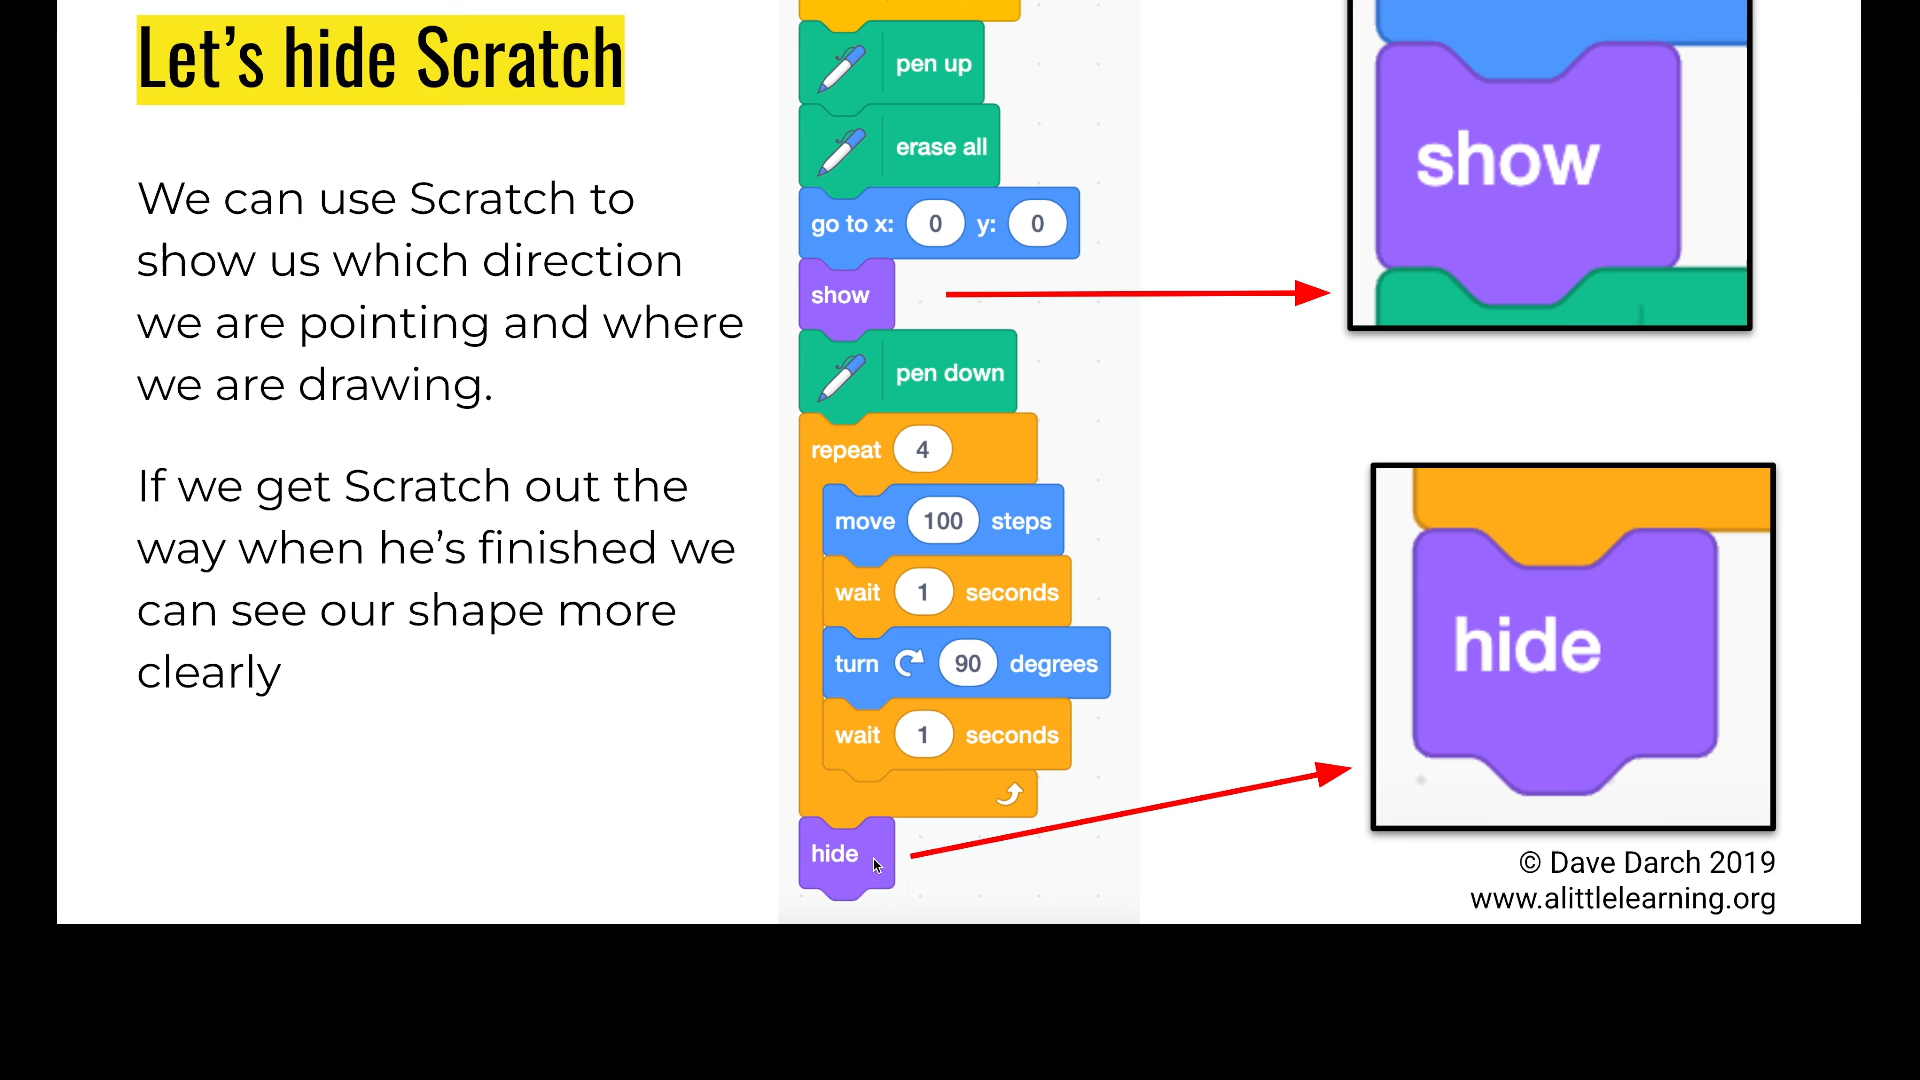 Let's hide Scratch
We can use Scratch to
show us which direction
we are pointing and where
we are drawing.
If we get Scratch out the
way when he's finished we
can see our shape more
clearly
pen up
erase all
go to x: 0 y: 0
show
pen down
repeat 4
move 100 steps
wait 1 seconds
turn 90 degrees
wait 1 seconds
hide
show
hide
© Dave Darch 2019
www.alittlelearning.org